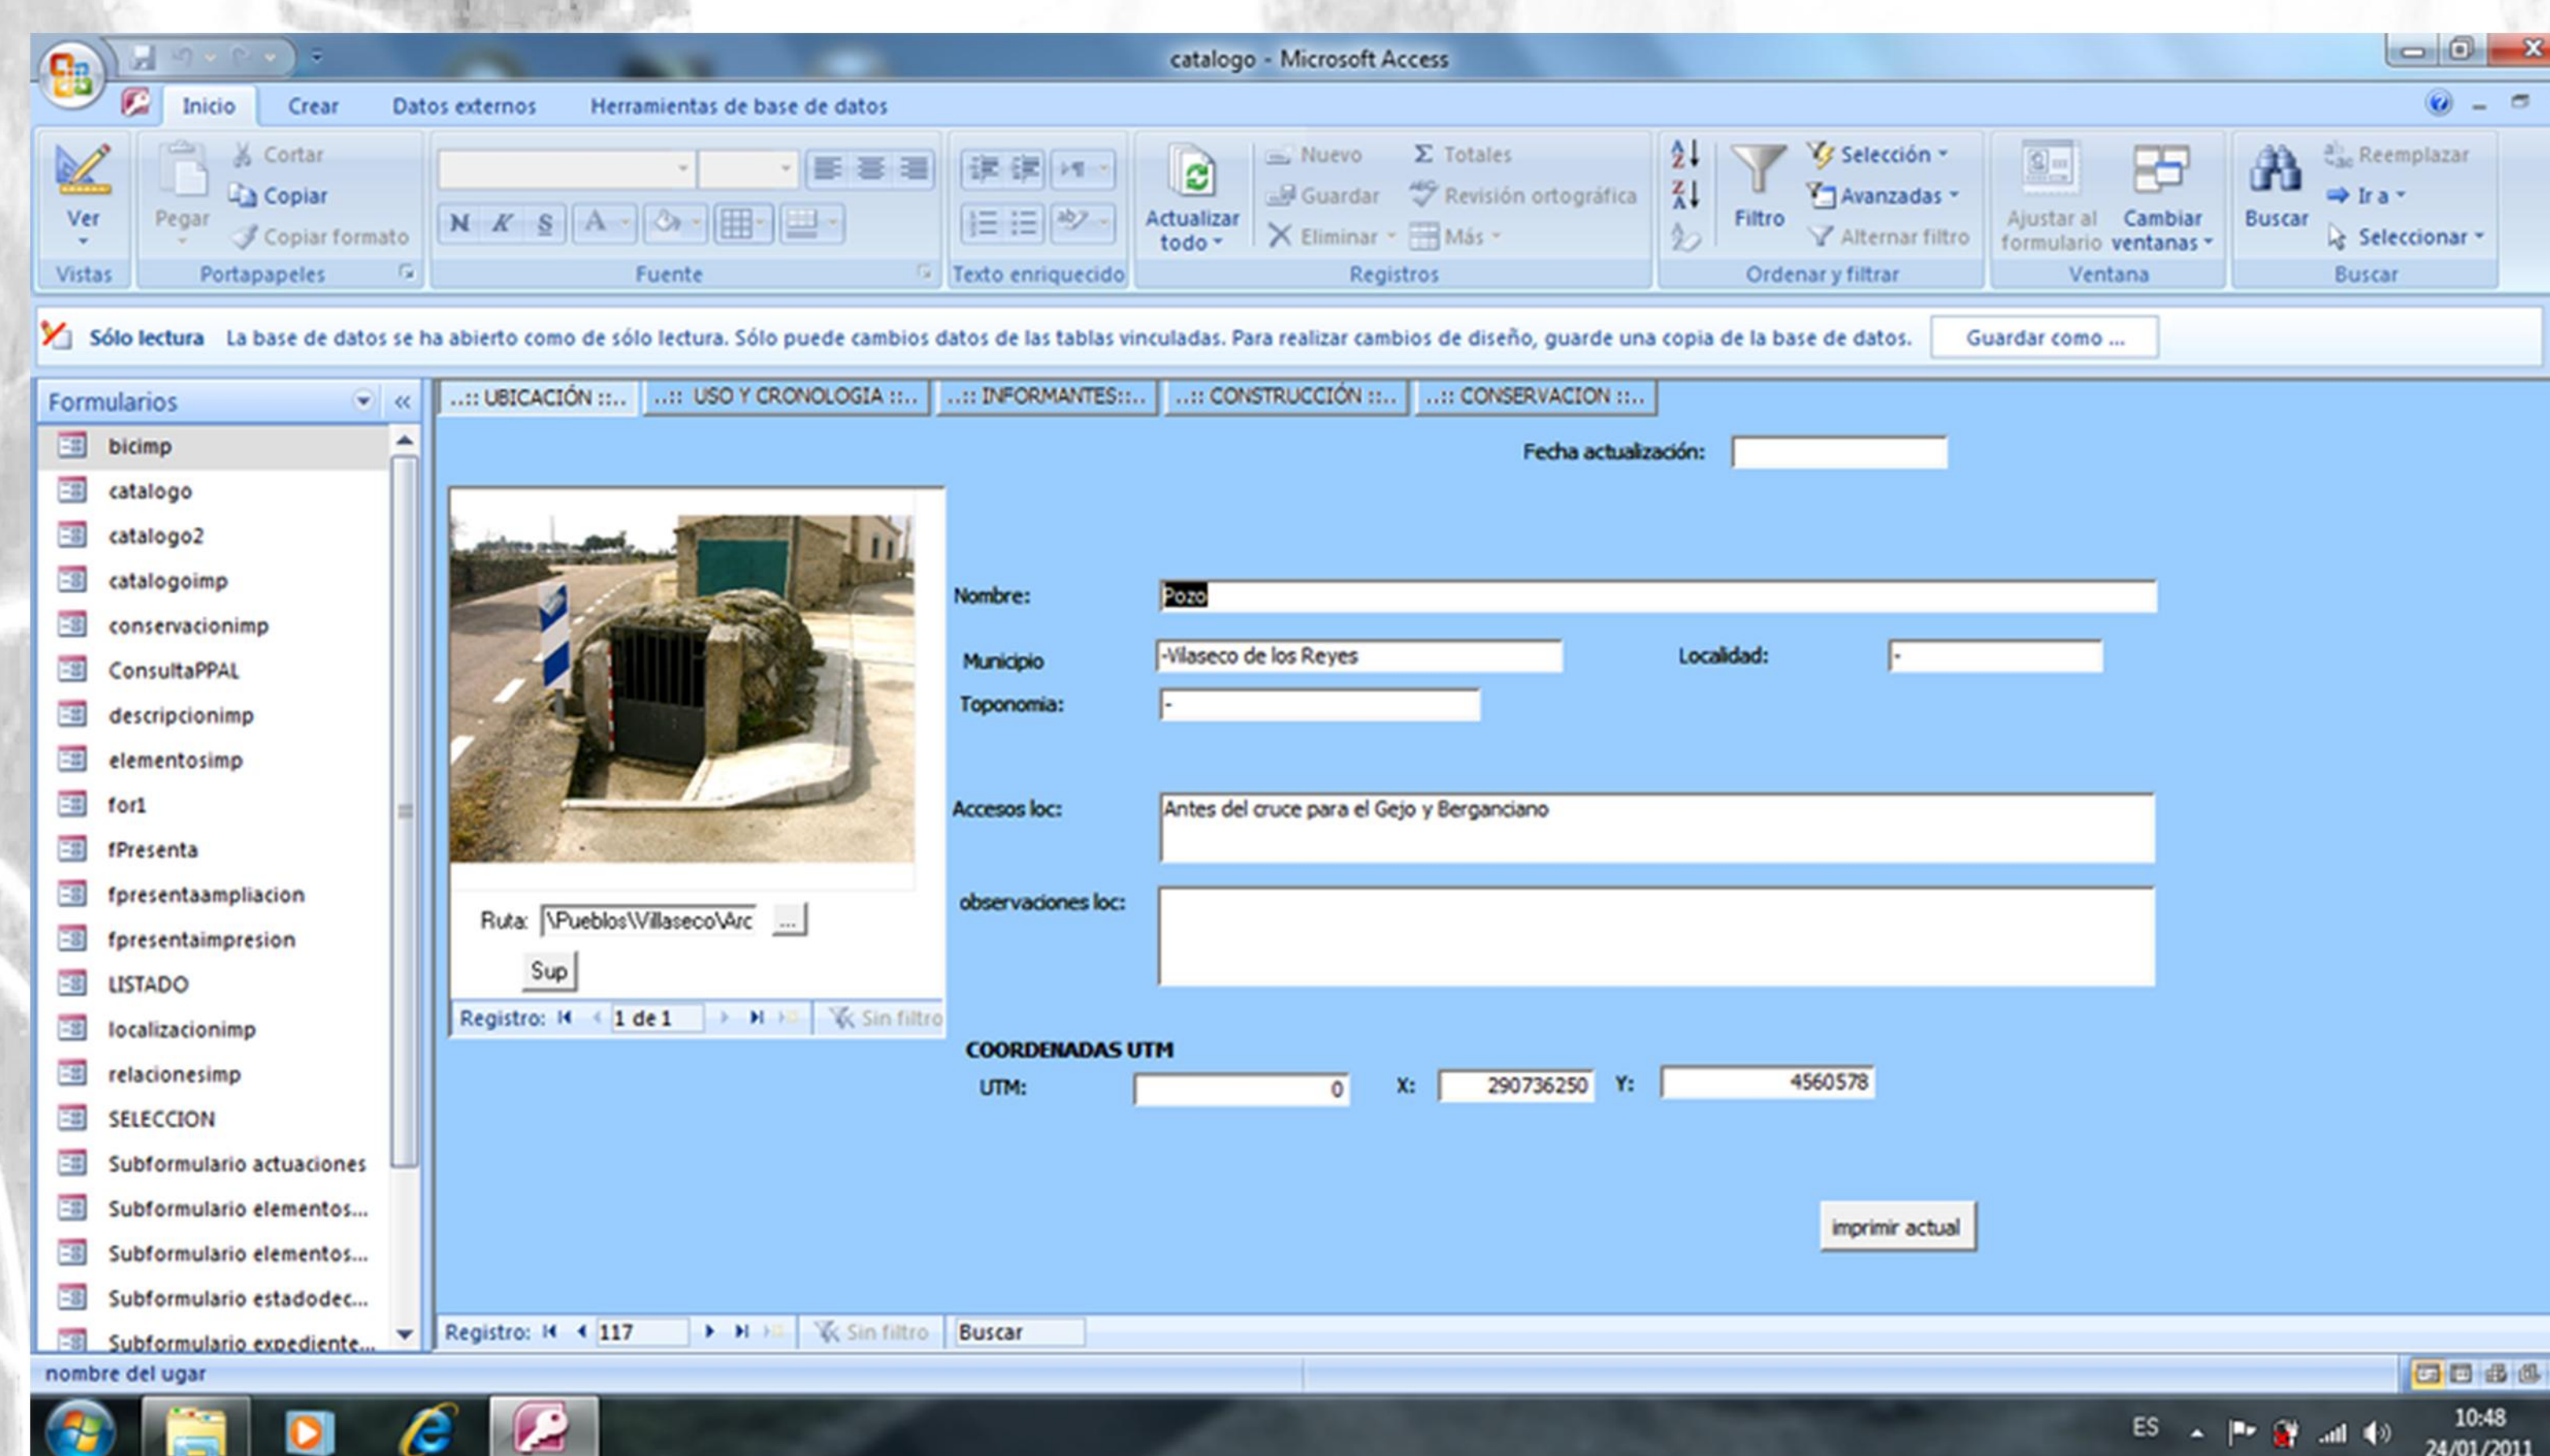 catalogo - Microsoft Access
Inicio Crear Datos externos Herramientas de base de datos
Ver
Vistas
Pegar
Cortar
Copiar
Copiar formato
Portapapeles
N K S A
Fuente
Texto enriquecido
Actualizar todo
Nuevo
Guardar
Eliminar
Σ Totales
Revisión ortográfica
Más
Registros
Filtro
Selección
Avanzadas
Alternar filtro
Ordenar y filtrar
Ajustar al formulario
Cambiar ventanas
Ventana
Buscar
Reemplazar
Ir a
Seleccionar
Buscar
Sólo lectura La base de datos se ha abierto como de sólo lectura. Sólo puede cambios datos de las tablas vinculadas. Para realizar cambios de diseño, guarde una copia de la base de datos. Guardar como ...
Formularios «
bicimp
catalogo
catalogo2
catalogoimp
conservacionimp
ConsultaPPAL
descripcionimp
elementosimp
for1
fPresenta
fpresentaampliacion
fpresentaimpresion
LISTADO
localizacionimp
relacionesimp
SELECCION
Subformulario actuaciones
Subformulario elementos...
Subformulario elementos...
Subformulario estadodec...
Subformulario expediente...
..:: UBICACIÓN ::.. ..:: USO Y CRONOLOGIA ::.. ..:: INFORMANTES::.. ..:: CONSTRUCCIÓN ::.. ..:: CONSERVACION ::..
Fecha actualización:
Nombre: Pozo
Municipio -Vilaseco de los Reyes Localidad: -
Toponomia: -
Accesos loc: Antes del cruce para el Gejo y Berganciano
observaciones loc:
Ruta: \Pueblos\Villaseco\Arc ...
Sup
Registro: 1 de 1 Sin filtro
COORDENADAS UTM
UTM: 0 X: 290736250 Y: 4560578
imprimir actual
Registro: 117 Sin filtro Buscar
nombre del ugar
ES 10:48
24/01/2011